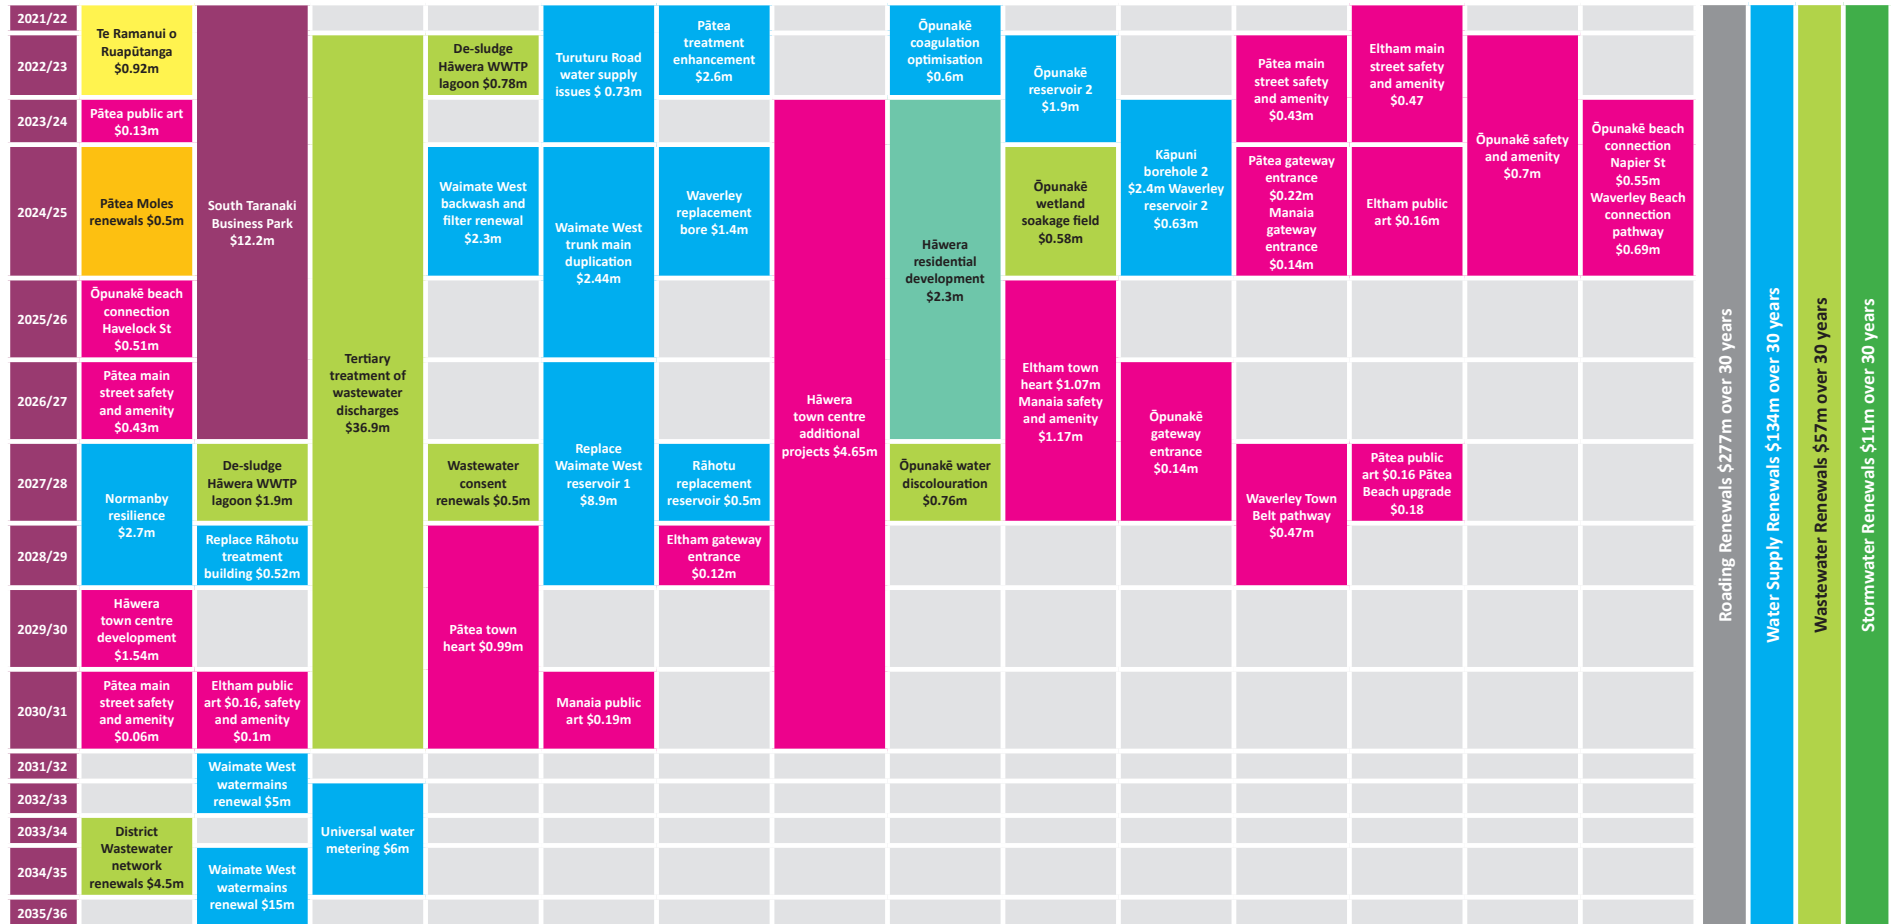 2021/22
2022/23
2023/24
2024/25
2025/26
2026/27
2027/28
2028/29
2029/30
2030/31
2031/32
2032/33
2033/34
2034/35
2035/36
Te Ramanui o
Ruapūtanga
$0.92m
Pātea public art
$0.13m
Pātea Moles
renewals $0.5m
Ōpunakē beach
connection
Havelock St
$0.51m
Pātea main
street safety
and amenity
$0.43m
Normanby
resilience
$2.7m
Hāwera
town centre
development
$1.54m
Pātea main
street safety
and amenity
$0.06m
District
Wastewater
network
renewals $4.5m
South Taranaki
Business Park
$12.2m
De-sludge
Hāwera WWTP
lagoon $1.9m
Replace Rāhotu
treatment
building $0.52m
Eltham public
art $0.16, safety
and amenity
$0.1m
Waimate West
watermains
renewal $5m
Waimate West
watermains
renewal $15m
Tertiary
treatment of
wastewater
discharges
$36.9m
Universal water
metering $6m
De-sludge
Hāwera WWTP
lagoon $0.78m
Waimate West
backwash and
filter renewal
$2.3m
Wastewater
consent
renewals $0.5m
Pātea town
heart $0.99m
Turuturu Road
water supply
issues $ 0.73m
Waimate West
trunk main
duplication
$2.44m
Replace
Waimate West
reservoir 1
$8.9m
Manaia public
art $0.19m
Pātea
treatment
enhancement
$2.6m
Waverley
replacement
bore $1.4m
Rāhotu
replacement
reservoir $0.5m
Eltham gateway
entrance
$0.12m
Hāwera
town centre
additional
projects $4.65m
Ōpunakē
coagulation
optimisation
$0.6m
Hāwera
residential
development
$2.3m
Ōpunakē water
discolouration
$0.76m
Ōpunakē
reservoir 2
$1.9m
Ōpunakē
wetland
soakage field
$0.58m
Eltham town
heart $1.07m
Manaia safety
and amenity
$1.17m
Kāpuni
borehole 2
$2.4m Waverley
reservoir 2
$0.63m
Ōpunakē
gateway
entrance
$0.14m
Pātea main
street safety
and amenity
$0.43m
Pātea gateway
entrance
$0.22m
Manaia
gateway
entrance
$0.14m
Waverley Town
Belt pathway
$0.47m
Eltham main
street safety
and amenity
$0.47
Eltham public
art $0.16m
Pātea public
art $0.16 Pātea
Beach upgrade
$0.18
Ōpunakē safety
and amenity
$0.7m
Ōpunakē beach
connection
Napier St
$0.55m
Waverley Beach
connection
pathway
$0.69m
Roading Renewals $277m over 30 years
Water Supply Renewals $134m over 30 years
Wastewater Renewals $57m over 30 years
Stormwater Renewals $11m over 30 years